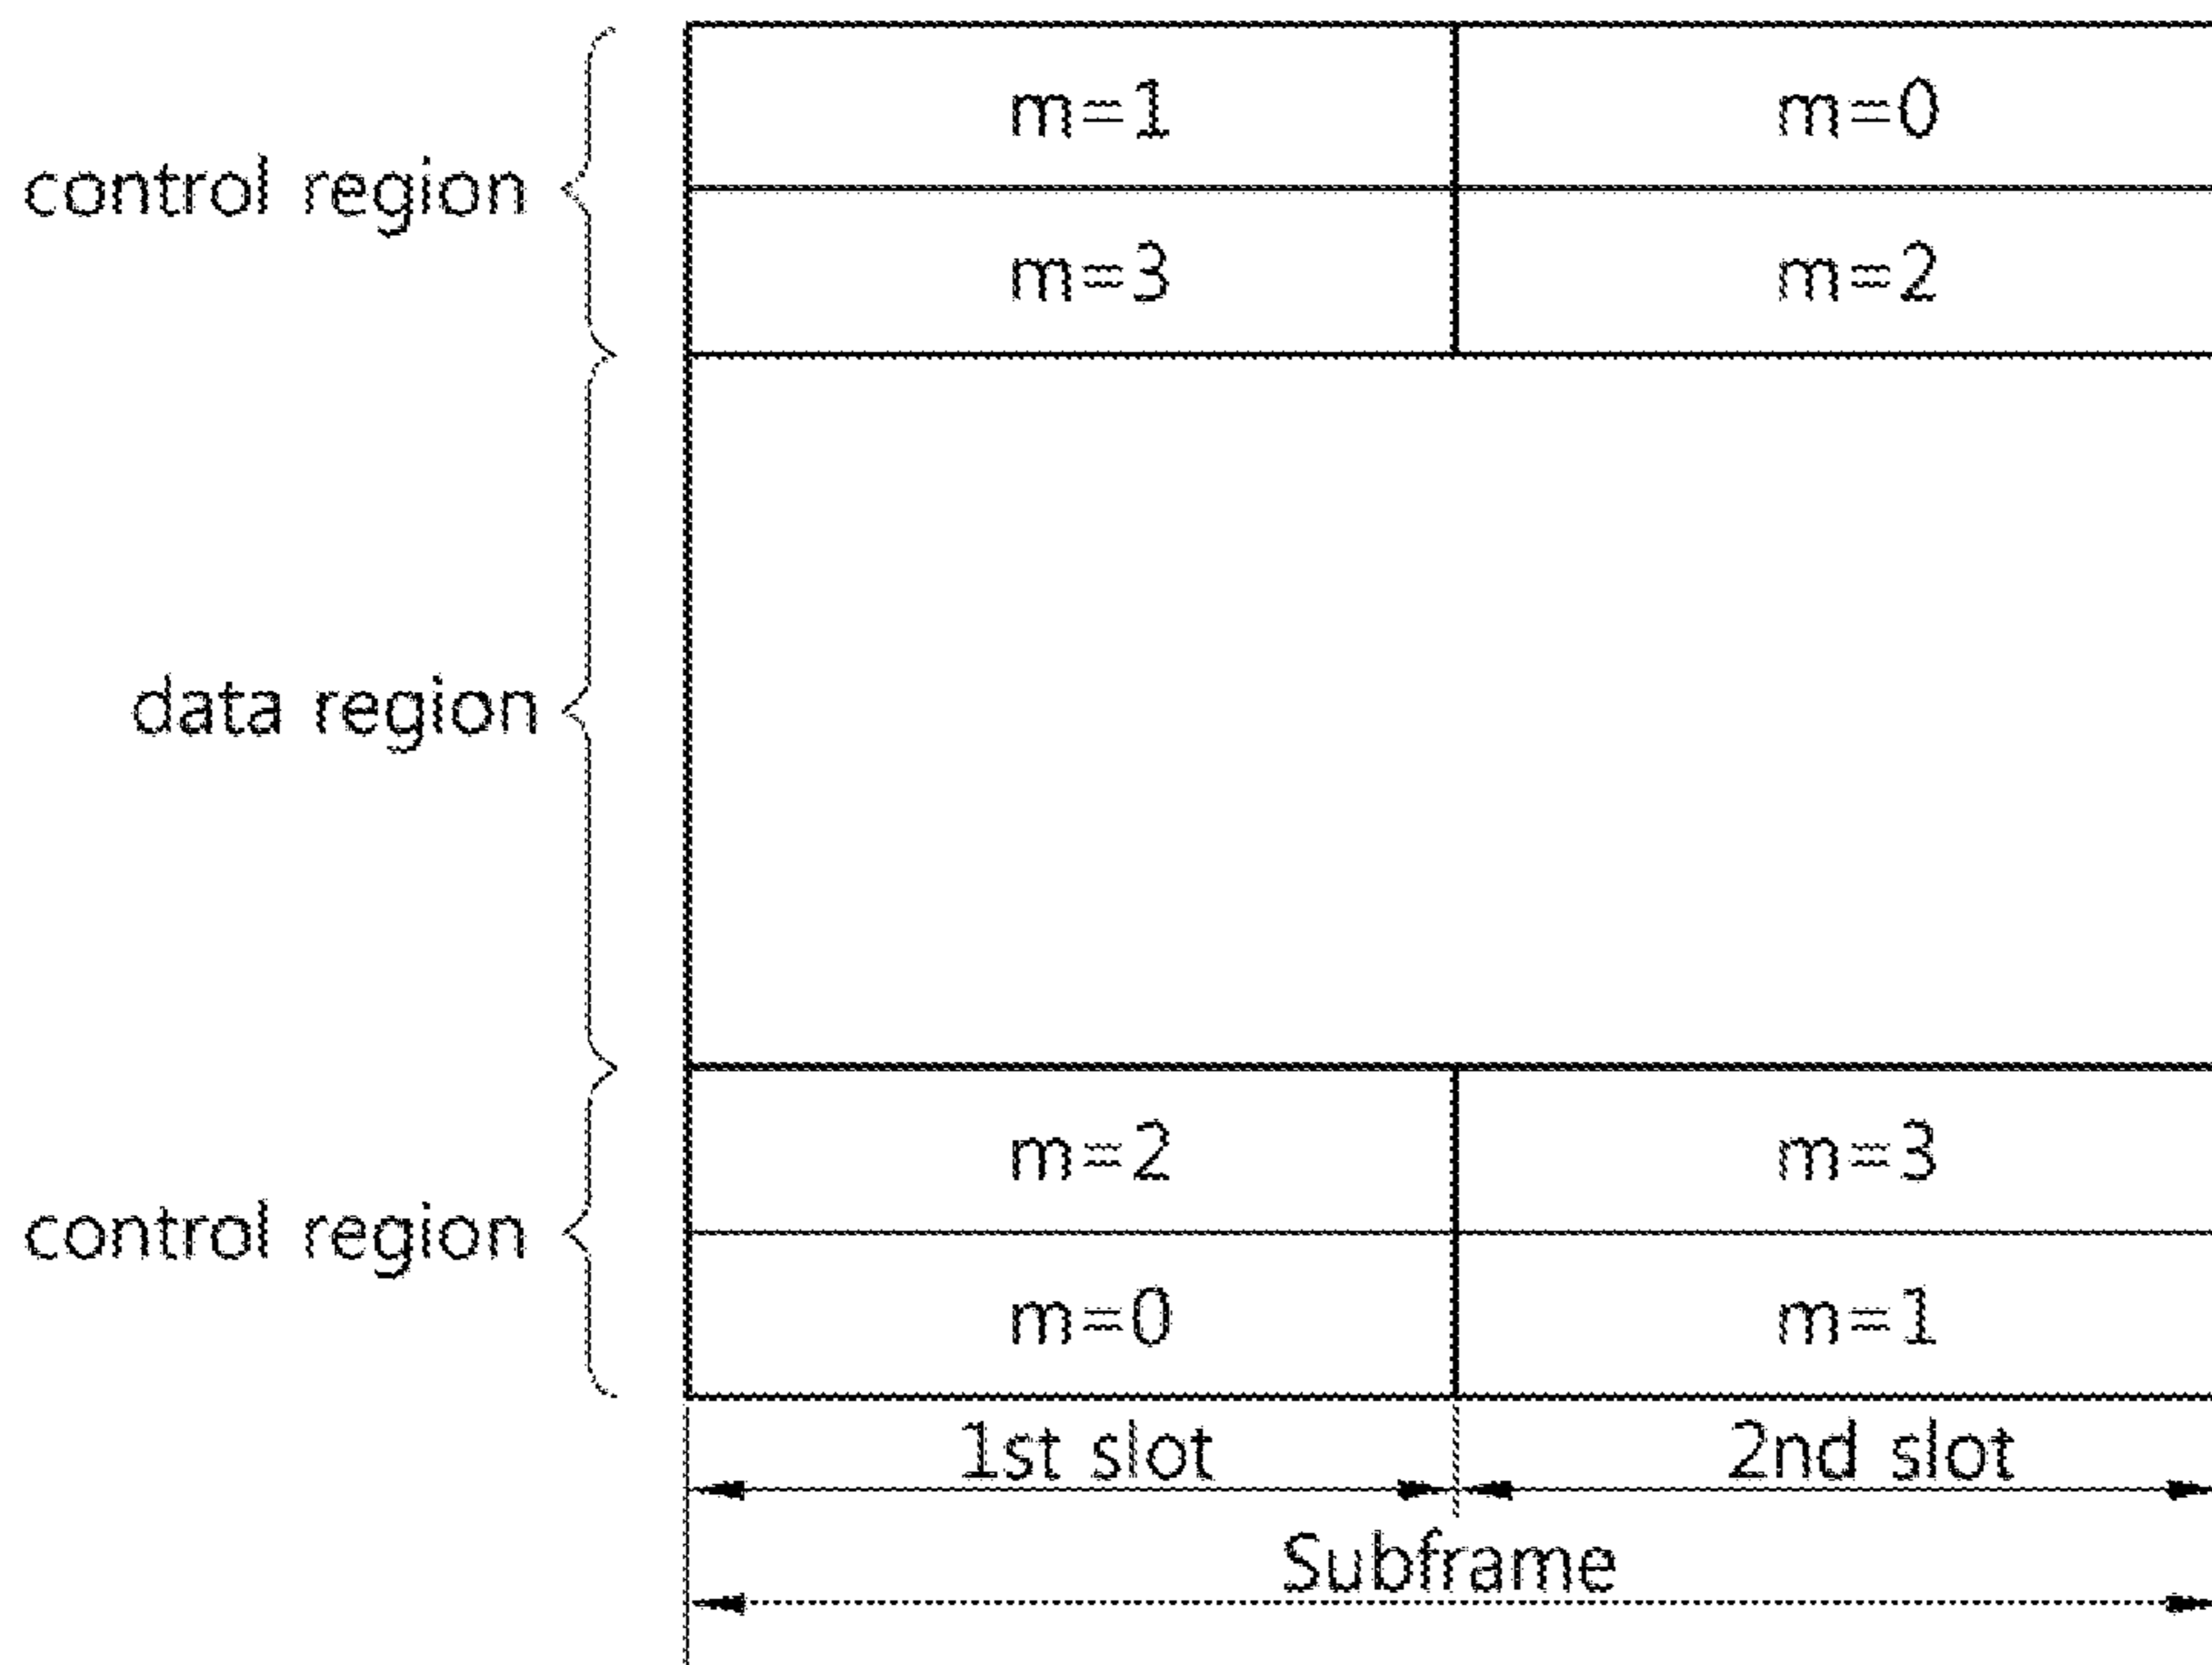 m=1 m=0
control region
m=3 m=2
data region
m=2 m=3
control region
m=0 m=1
1st slot 2nd slot
Subframe